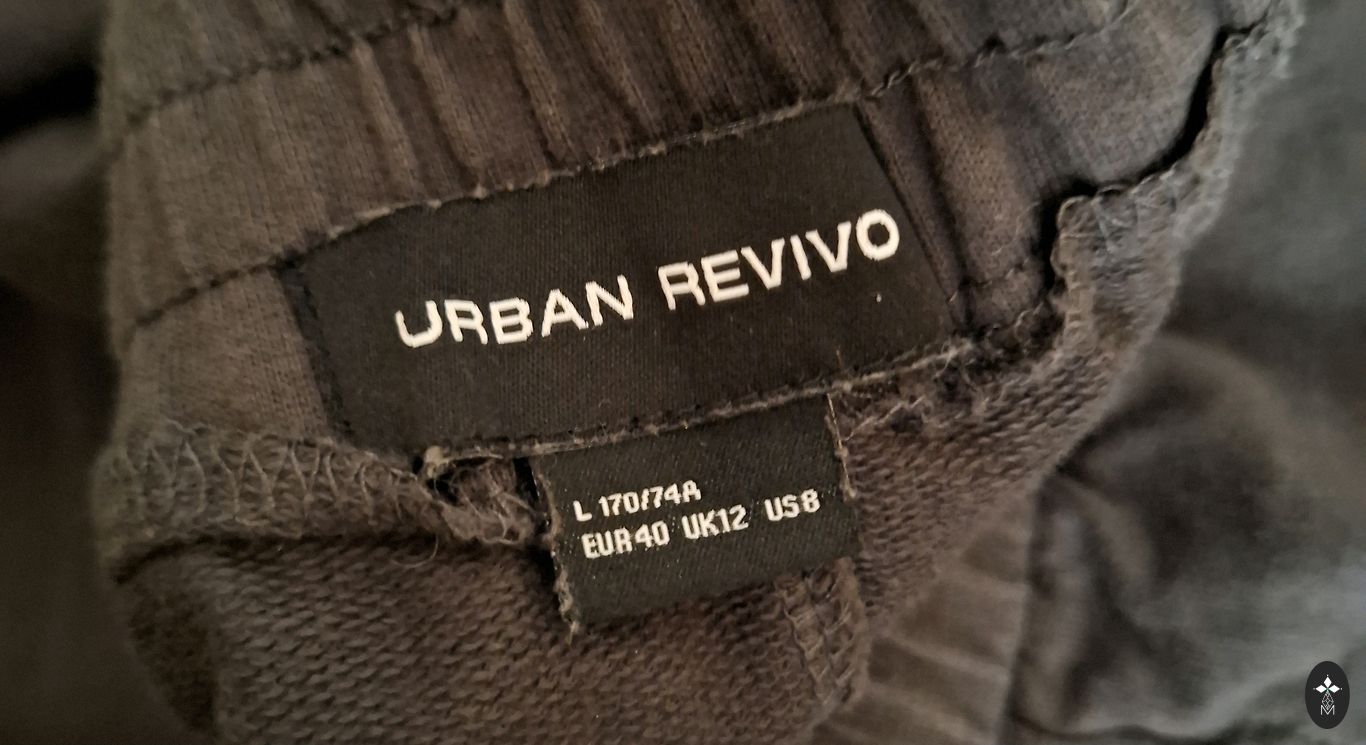 URBAN REVIVO
L 170/74A
EUR40 UK12 US8
M